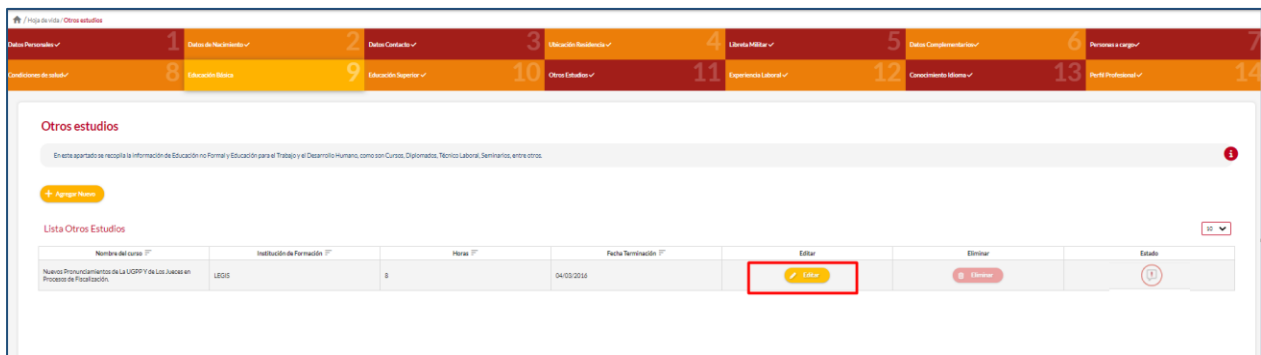 / Hoja de vida / Otros estudios
Datos Personales ✓ 1 Datos de Nacimiento ✓ 2 Datos Contacto ✓ 3 Ubicación Residencia ✓ 4 Libreta Militar ✓ 5 Datos Complementarios ✓ 6 Personas a cargo ✓ 7
Condiciones de salud ✓ 8 Educación Básica 9 Educación Superior ✓ 10 Otros Estudios ✓ 11 Experiencia Laboral ✓ 12 Conocimiento Idioma ✓ 13 Perfil Profesional ✓ 14
Otros estudios
En este apartado se recopila la información de Educación no Formal y Educación para el Trabajo y el Desarrollo Humano, como son Cursos, Diplomados, Técnico Laboral, Seminarios, entre otros.
+ Agregar Nuevo
Lista Otros Estudios
10
Nombre del curso Institución de Formación Horas Fecha Terminación Editar Eliminar Estado
Nuevos Pronunciamientos de La UGPP Y de Los Jueces en
Procesos de Fiscalización. LEGIS 8 04/03/2016 Editar Eliminar